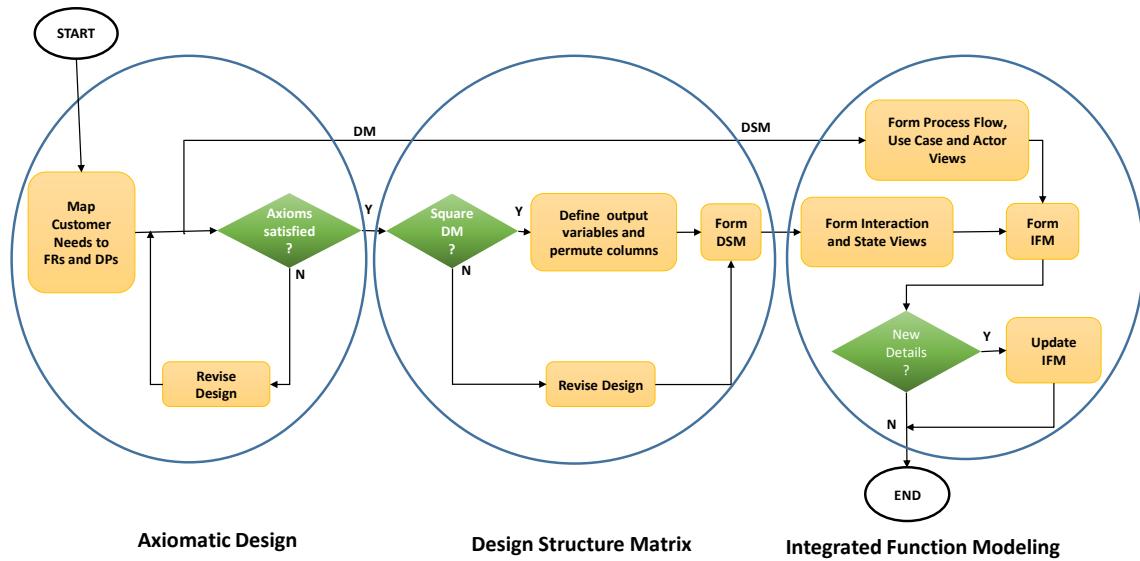 START
Map
Customer
Needs to
FRs and DPs
Axioms
satisfied
?
Y
N
Revise
Design
DM
DSM
Square
DM
?
Y
N
Define output
variables and
permute columns
Form
DSM
Revise Design
Form Process Flow,
Use Case and Actor
Views
Form Interaction
and State Views
Form
IFM
New
Details
?
Y
N
Update
IFM
END
Axiomatic Design
Design Structure Matrix
Integrated Function Modeling